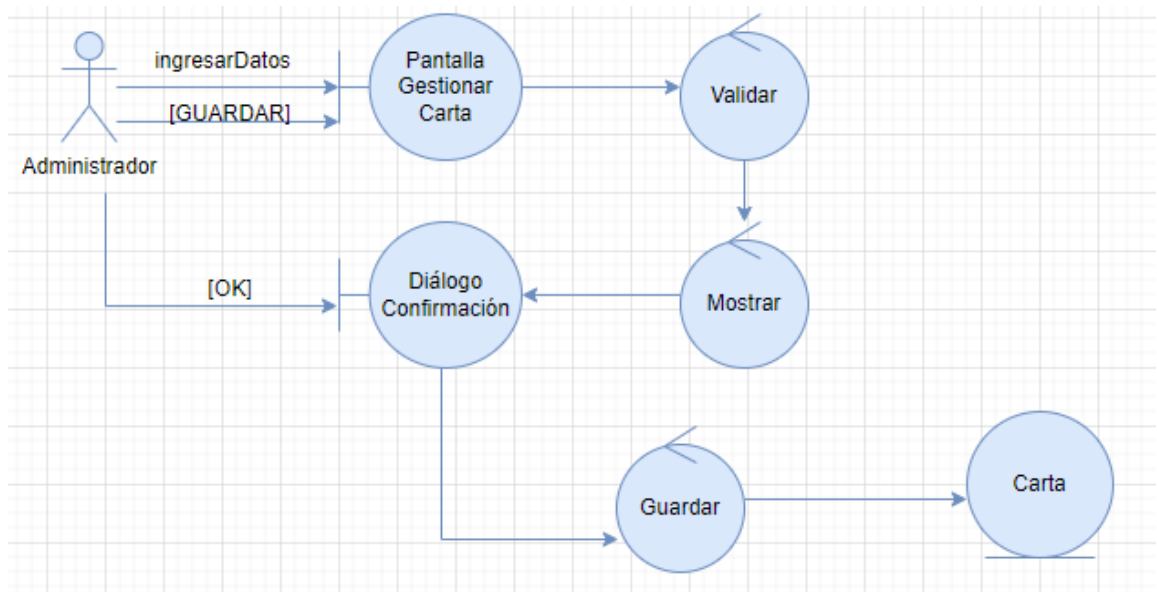 ingresarDatos
[GUARDAR]
Administrador
Pantalla
Gestionar
Carta
Validar
[OK]
Diálogo
Confirmación
Mostrar
Guardar
Carta